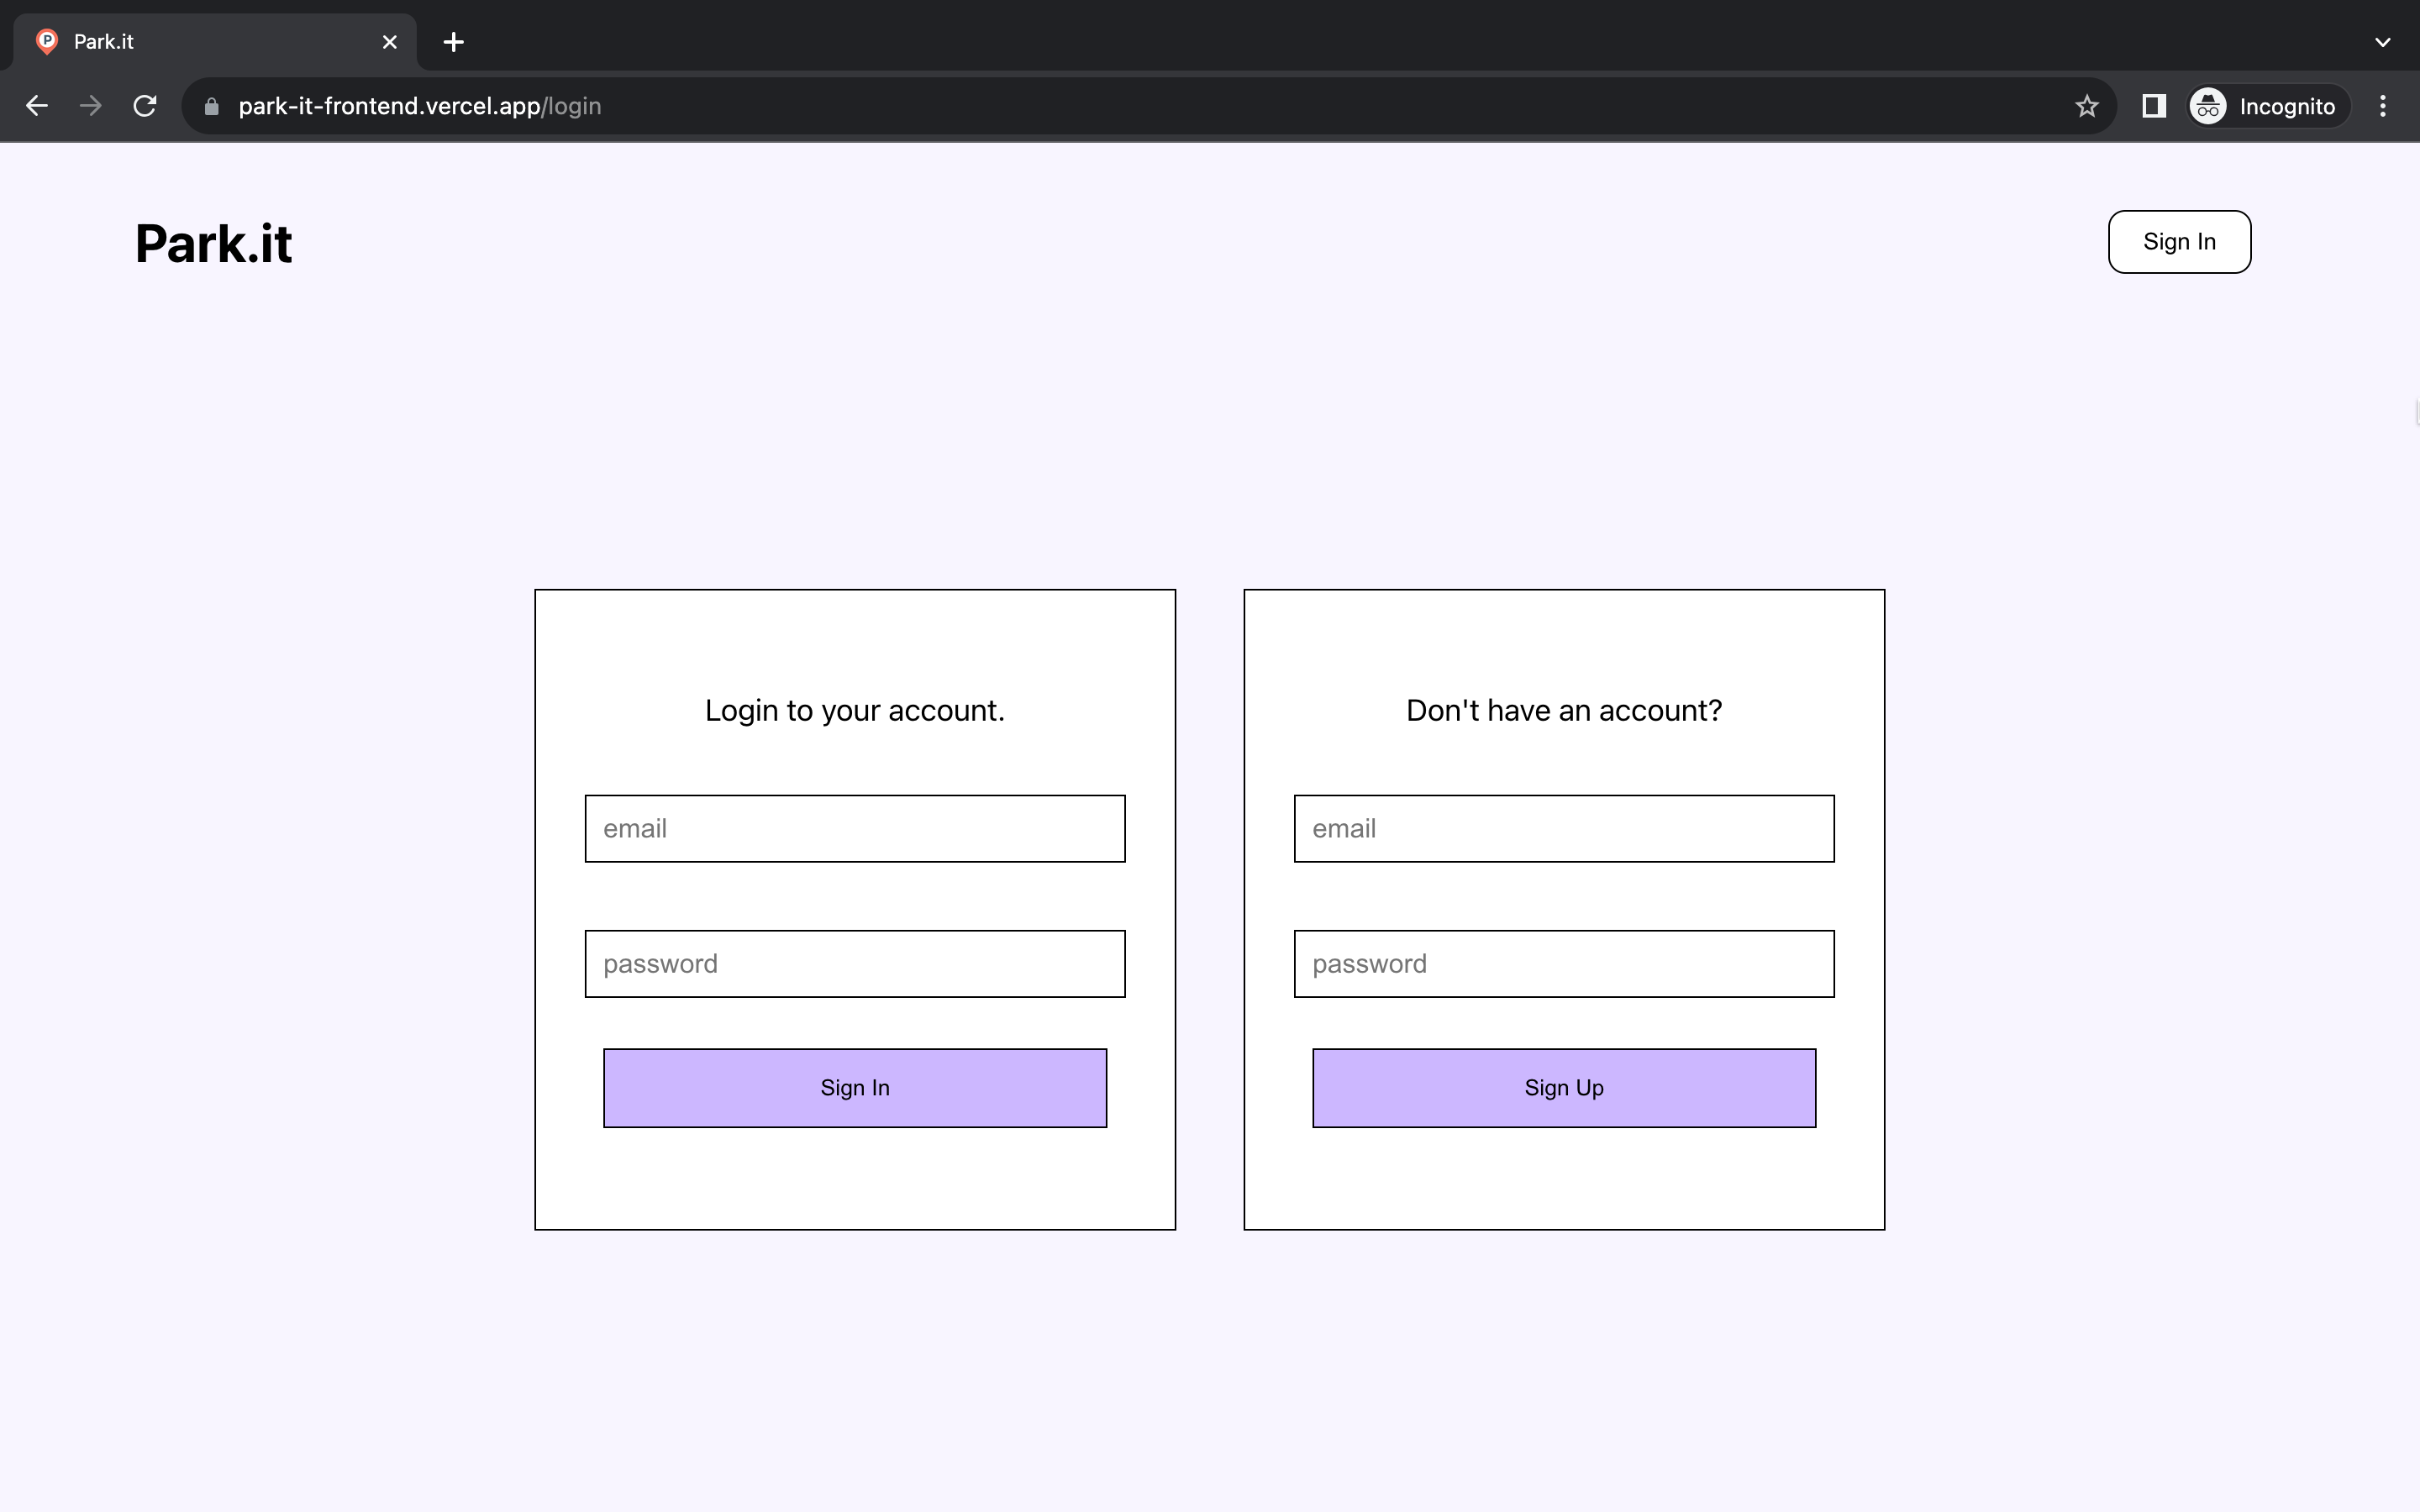 Park.it
park-it-frontend.vercel.app/login
Incognito
Park.it
Sign In
Login to your account.
email
password
Sign In
Don't have an account?
email
password
Sign Up